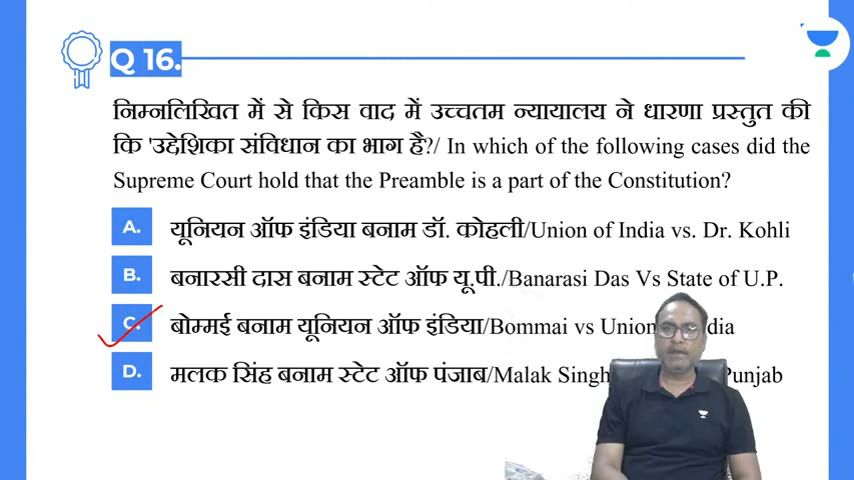 Q 16.
निम्नलिखित में से किस वाद में उच्चतम न्यायालय ने धारणा प्रस्तुत की
कि 'उद्देशिका संविधान का भाग है?/ In which of the following cases did the
Supreme Court hold that the Preamble is a part of the Constitution?
A. यूनियन ऑफ इंडिया बनाम डॉ. कोहली/Union of India vs. Dr. Kohli
B. बनारसी दास बनाम स्टेट ऑफ यू.पी./Banarasi Das Vs State of U.P.
C. बोम्मई बनाम यूनियन ऑफ इंडिया/Bommai vs Union
D. मलक सिंह बनाम स्टेट ऑफ पंजाब/Malak Singh Punjab